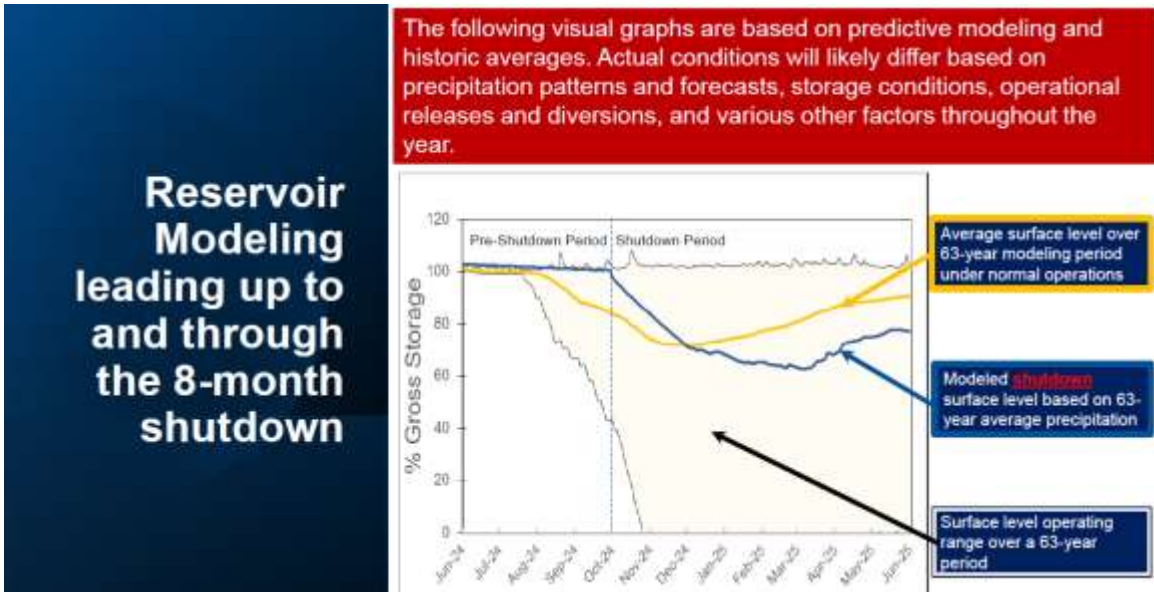 Reservoir
Modeling
leading up to
and through
the 8-month
shutdown
The following visual graphs are based on predictive modeling and
historic averages. Actual conditions will likely differ based on
precipitation patterns and forecasts, storage conditions, operational
releases and diversions, and various other factors throughout the
year.
% Gross Storage
120
100
80
60
40
20
0
Pre-Shutdown Period
Shutdown Period
Jun-24
Jul-24
Aug-24
Sep-24
Oct-24
Nov-24
Dec-24
Jan-25
Feb-25
Mar-25
Apr-25
May-25
Jun-25
Average surface level over
63-year modeling period
under normal operations
Modeled shutdown
surface level based on 63-
year average precipitation
Surface level operating
range over a 63-year
period